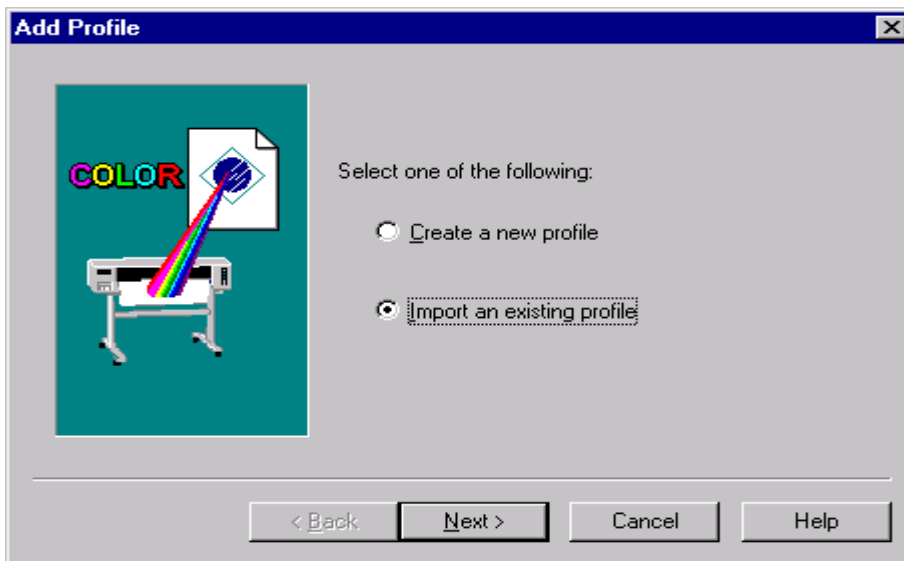 Add Profile
COLOR
Select one of the following:
Create a new profile
Import an existing profile
< Back Next > Cancel Help